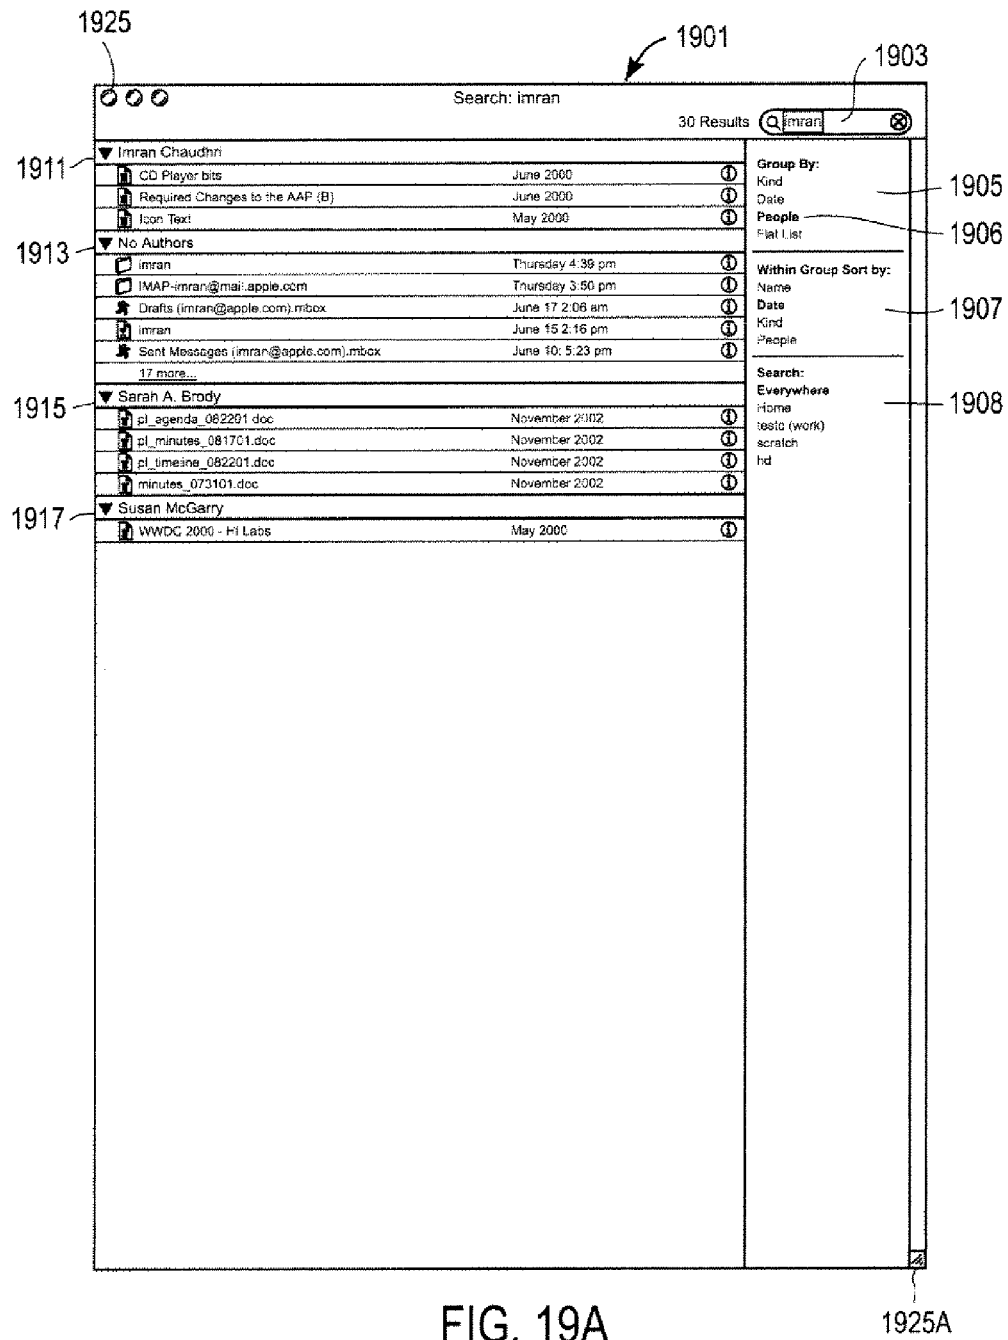 1925
1901
1903
Search: imran
30 Results
imran
1911
Imran Chaudhri
CD Player bits June 2000
Required Changes to the AAP (B) June 2000
Icon Text May 2000
1913
No Authors
imran Thursday 4:39 pm
IMAP-imran@mail.apple.com Thursday 3:50 pm
Drafts (imran@apple.com).mbox June 17 2:06 am
imran June 15 2:16 pm
Sent Messages (imran@apple.com).mbox June 10: 5:23 pm
17 more...
1915
Sarah A. Brody
pl_agenda_082291.doc November 2002
pl_minutes_081701.doc November 2002
pl_timeline_082201.doc November 2002
minutes_073101.doc November 2002
1917
Susan McGarry
WWDC 2000 - HI Labs May 2000
Group By:
Kind
Date
People
Flat List
1905
1906
Within Group Sort by:
Name
Date
Kind
People
1907
Search:
Everywhere
Home
(work)
scratch
hd
1908
FIG. 19A
1925A